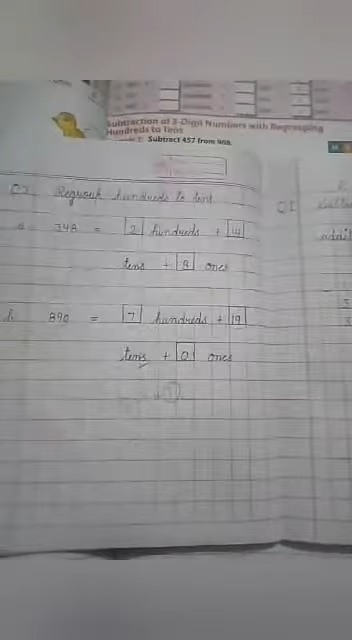 Subtraction of 3-Digit Numbers with Regrouping
Hundreds to Tens
Subtract 457 from 908.
Regroup hundreds to tens
a 348 = 2 hundreds + 14
tens + 8 ones
b. 890 = 7 hundreds + 19
tens + 0 ones
Q1